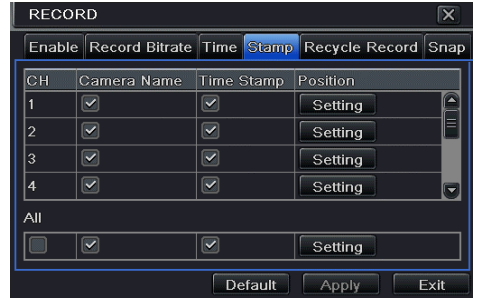 RECORD
Enable Record Bitrate Time Stamp Recycle Record Snap
CH Camera Name Time Stamp Position
1 Setting
2 Setting
3 Setting
4 Setting
All
Setting
Default Apply Exit